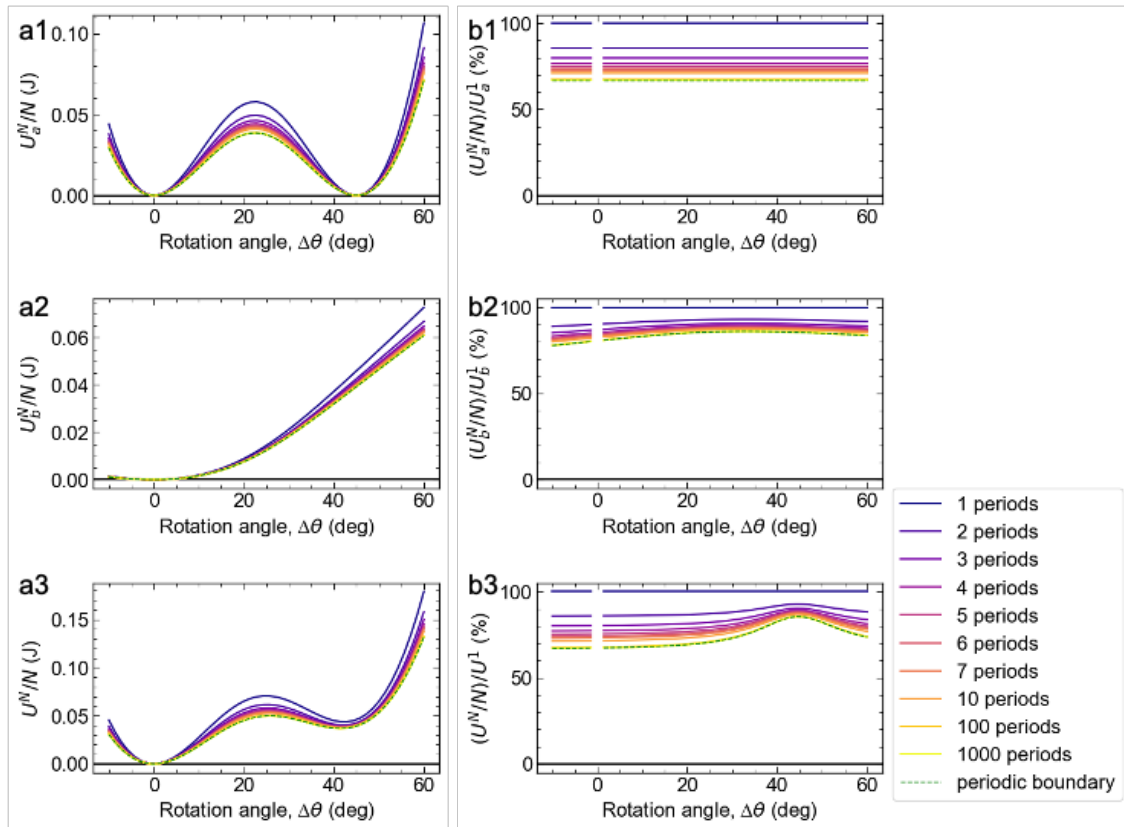 a1
U_a^N/N (J)
0.10
0.05
0.00
0 20 40 60
Rotation angle, Δθ (deg)
b1
(U_a^N/N)/U_a^1 (%)
100
50
0
0 20 40 60
Rotation angle, Δθ (deg)
a2
U_b^N/N (J)
0.06
0.04
0.02
0.00
0 20 40 60
Rotation angle, Δθ (deg)
b2
(U_b^N/N)/U_b^1 (%)
100
50
0
0 20 40 60
Rotation angle, Δθ (deg)
a3
U^N/N (J)
0.15
0.10
0.05
0.00
0 20 40 60
Rotation angle, Δθ (deg)
b3
(U^N/N)/U^1 (%)
100
50
0
0 20 40 60
Rotation angle, Δθ (deg)
1 periods
2 periods
3 periods
4 periods
5 periods
6 periods
7 periods
10 periods
100 periods
1000 periods
periodic boundary